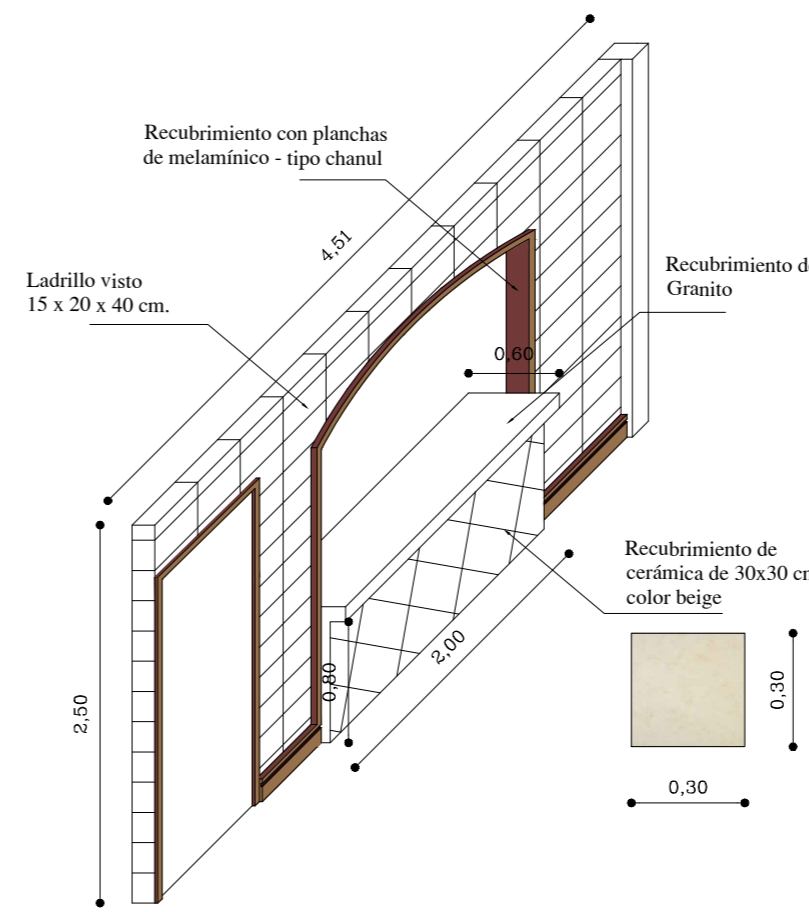 Recubrimiento con planchas
de melamínico - tipo chanul
4,51
Ladrillo visto
15 x 20 x 40 cm.
Recubrimiento de
Granito
0,60
Recubrimiento de
cerámica de 30x30 cm
color beige
2,50
0,80
2,00
0,30
0,30